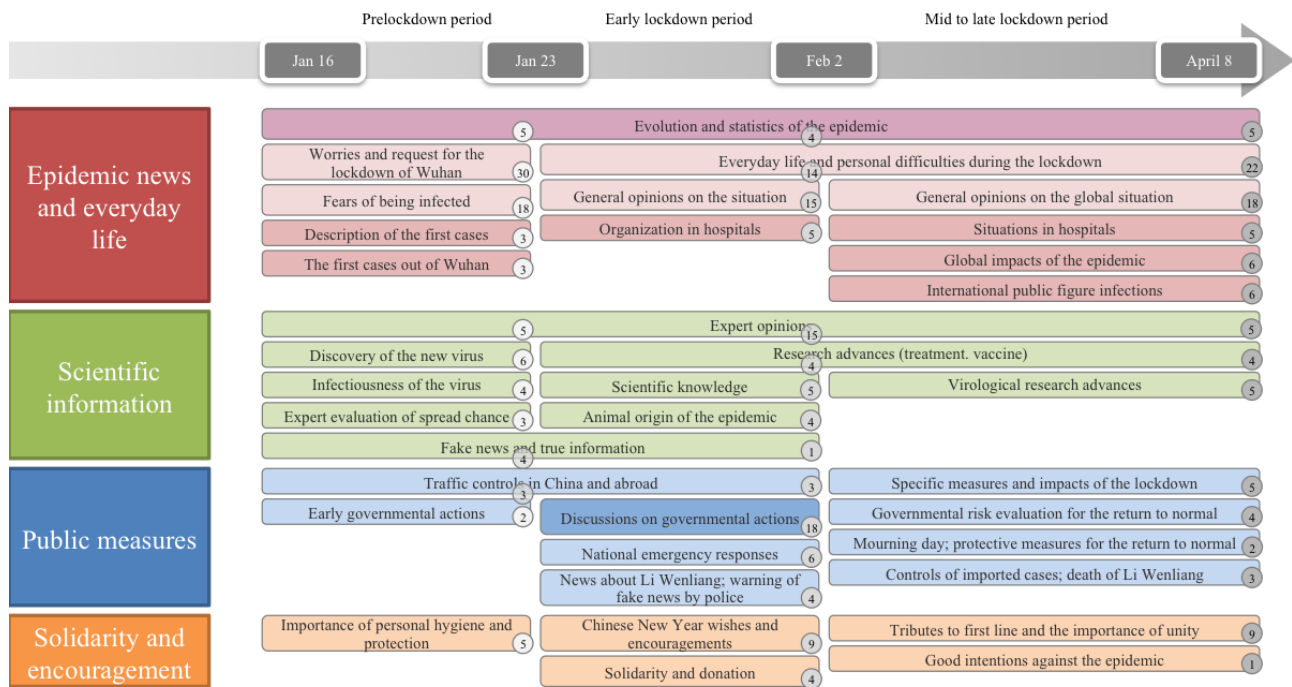 Prelockdown period
Early lockdown period
Mid to late lockdown period
Jan 16
Jan 23
Feb 2
April 8
Epidemic news
and everyday
life
Evolution and statistics of the epidemic
5
4
5
Worries and request for the
lockdown of Wuhan
30
Everyday life and personal difficulties during the lockdown
14
22
Fears of being infected
18
General opinions on the situation
15
General opinions on the global situation
18
Description of the first cases
3
Organization in hospitals
5
Situations in hospitals
5
The first cases out of Wuhan
3
Global impacts of the epidemic
6
International public figure infections
6
Scientific
information
Expert opinion
5
15
5
Discovery of the new virus
6
Research advances (treatment. vaccine)
4
4
Infectiousness of the virus
4
Scientific knowledge
5
Virological research advances
5
Expert evaluation of spread chance
3
Animal origin of the epidemic
4
Fake news and true information
4
1
Public measures
Traffic controls in China and abroad
3
3
Specific measures and impacts of the lockdown
5
Early governmental actions
2
Discussions on governmental actions
18
Governmental risk evaluation for the return to normal
4
National emergency responses
6
Mourning day; protective measures for the return to normal
2
News about Li Wenliang; warning of
fake news by police
4
Controls of imported cases; death of Li Wenliang
3
Solidarity and
encouragement
Importance of personal hygiene and
protection
5
Chinese New Year wishes and
encouragements
9
Tributes to first line and the importance of unity
9
Solidarity and donation
4
Good intentions against the epidemic
1